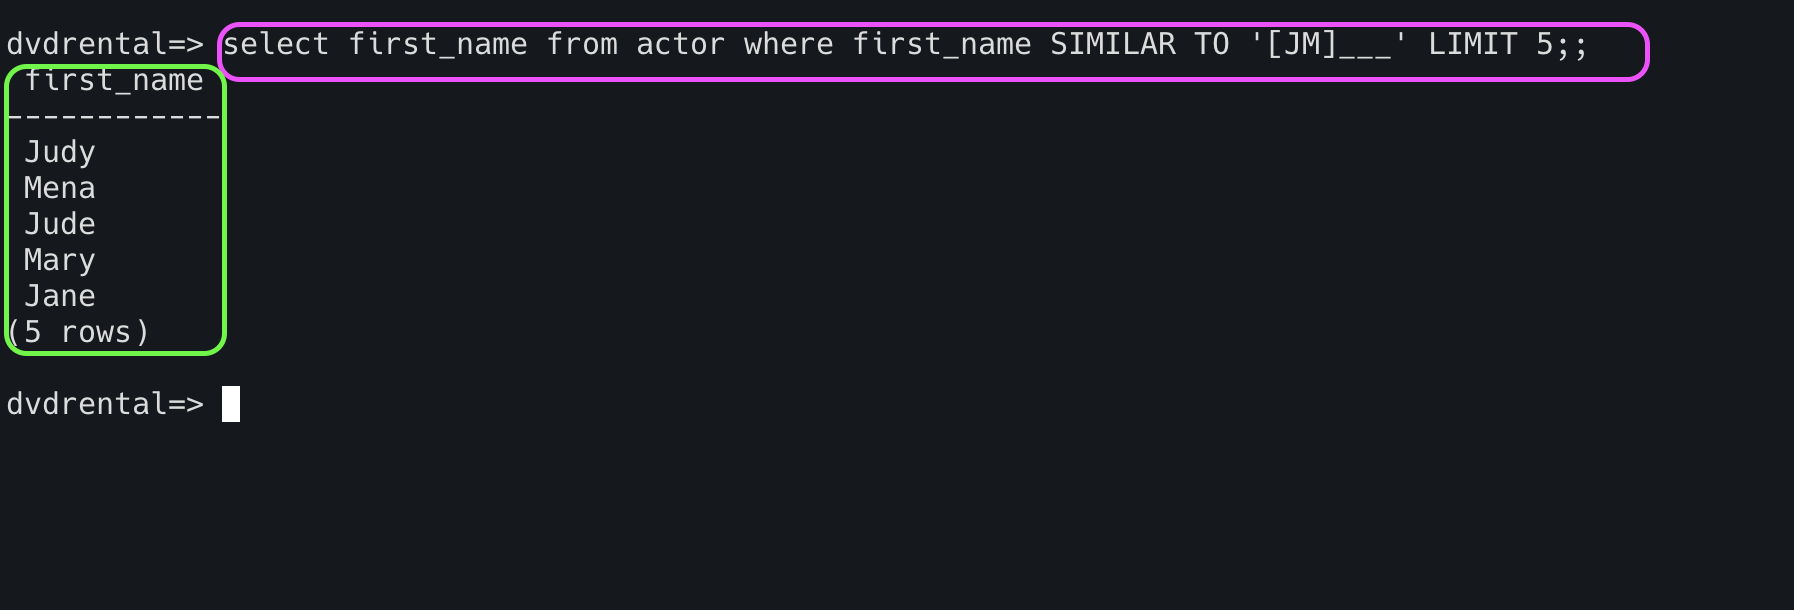 dvdrental=> select first_name from actor where first_name SIMILAR TO '[JM]___' LIMIT 5;;
 first_name
------------
 Judy
 Mena
 Jude
 Mary
 Jane
(5 rows)
dvdrental=>